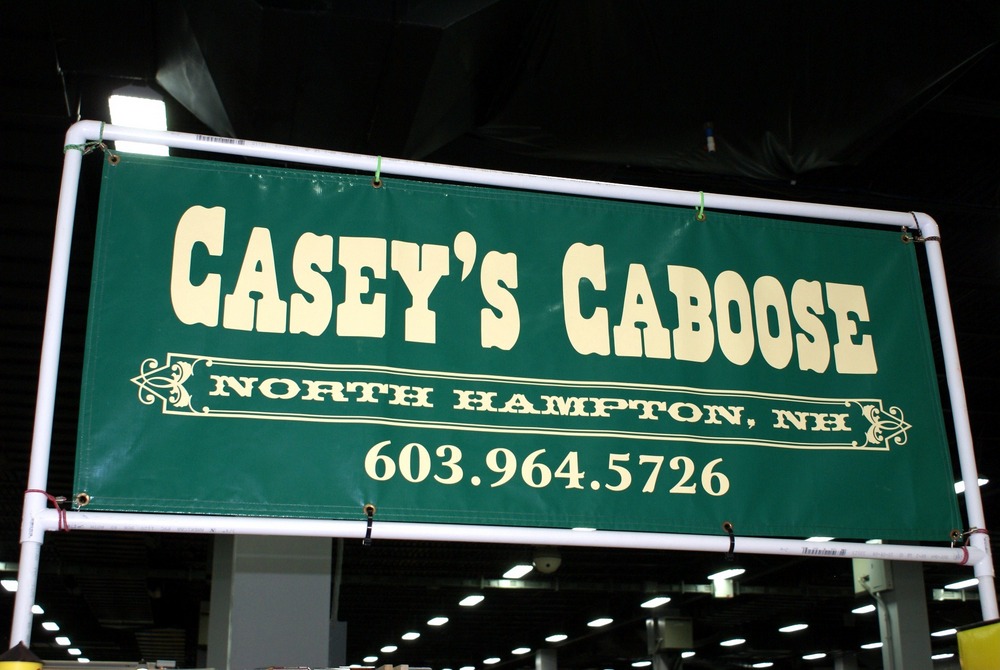 CASEY'S CABOOSE
NORTH HAMPTON, NH
603.964.5726